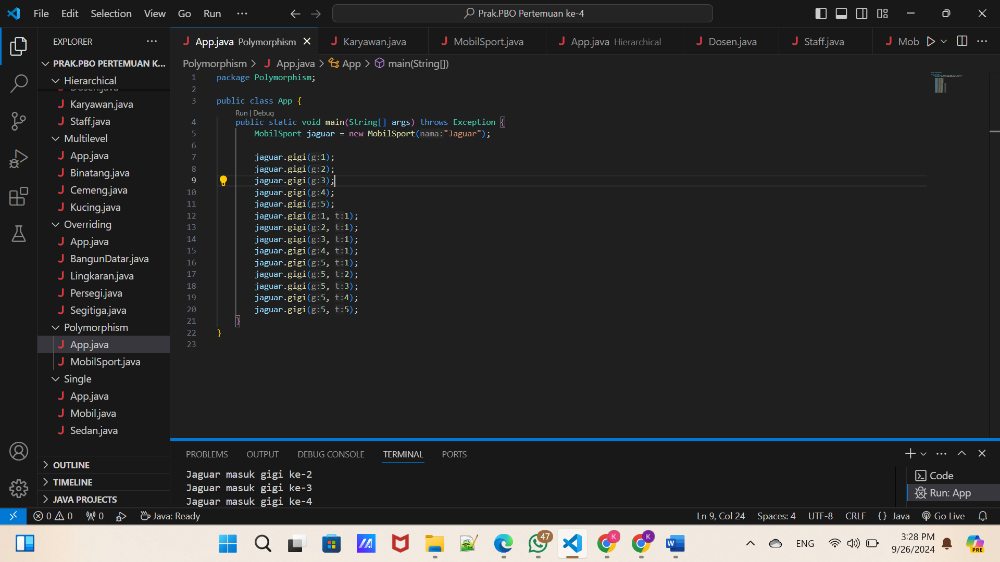 File Edit Selection View Go Run ···
Prak.PBO Pertemuan ke-4
EXPLORER
PRAK.PBO PERTEMUAN K...
Hierarchical
Dosen.java
Karyawan.java
Staff.java
Multilevel
App.java
Binatang.java
Cemeng.java
Kucing.java
Overriding
App.java
BangunDatar.java
Lingkaran.java
Persegi.java
Segitiga.java
Polymorphism
App.java
MobilSport.java
Single
App.java
Mobil.java
Sedan.java
OUTLINE
TIMELINE
JAVA PROJECTS
App.java Polymorphism Karyawan.java MobilSport.java App.java Hierarchical Dosen.java Staff.java Mob
Polymorphism > App.java > App > main(String[])
1 package Polymorphism;
2
3 public class App {
Run | Debug
4 public static void main(String[] args) throws Exception {
5 MobilSport jaguar = new MobilSport(nama:"Jaguar");
6
7 jaguar.gigi(g:1);
8 jaguar.gigi(g:2);
9 jaguar.gigi(g:3);
10 jaguar.gigi(g:4);
11 jaguar.gigi(g:5);
12 jaguar.gigi(g:1, t:1);
13 jaguar.gigi(g:2, t:1);
14 jaguar.gigi(g:3, t:1);
15 jaguar.gigi(g:4, t:1);
16 jaguar.gigi(g:5, t:1);
17 jaguar.gigi(g:5, t:2);
18 jaguar.gigi(g:5, t:3);
19 jaguar.gigi(g:5, t:4);
20 jaguar.gigi(g:5, t:5);
21 }
22 }
23
PROBLEMS OUTPUT DEBUG CONSOLE TERMINAL PORTS
Jaguar masuk gigi ke-2
Jaguar masuk gigi ke-3
Jaguar masuk gigi ke-4
Code
Run: App
0 0 0 Java: Ready
Ln 9, Col 24 Spaces: 4 UTF-8 CRLF {} Java Go Live
47
K
K
W
ENG
3:28 PM
9/26/2024
PRE